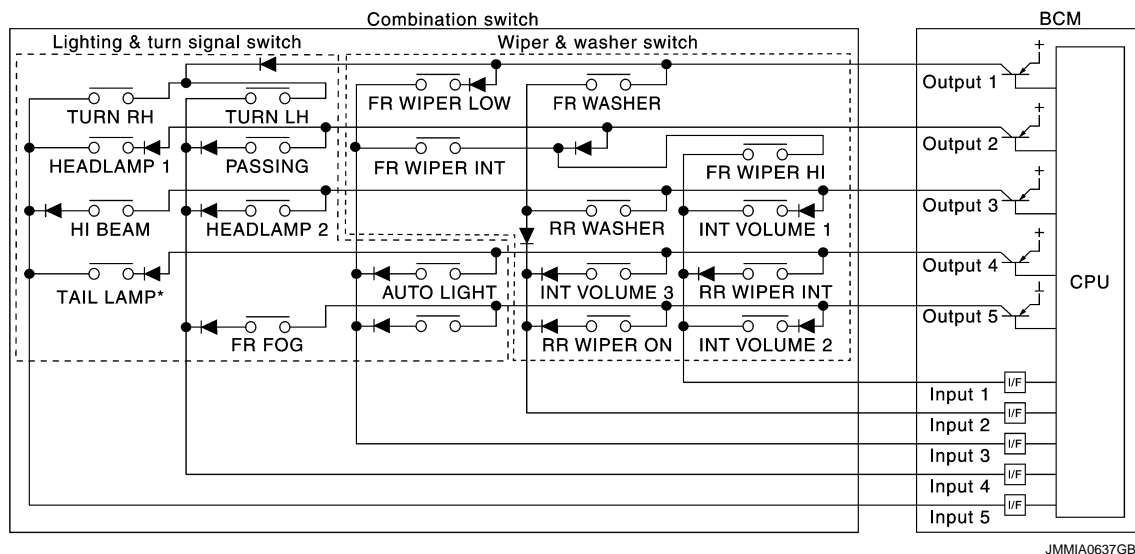 Combination switch
BCM
Lighting & turn signal switch
Wiper & washer switch
+
Output 1
TURN RH
TURN LH
FR WIPER LOW
FR WASHER
+
Output 2
HEADLAMP 1
PASSING
FR WIPER INT
FR WIPER HI
+
Output 3
HI BEAM
HEADLAMP 2
RR WASHER
INT VOLUME 1
+
Output 4
TAIL LAMP*
AUTO LIGHT
INT VOLUME 3
RR WIPER INT
CPU
Output 5
FR FOG
RR WIPER ON
INT VOLUME 2
I/F
Input 1
I/F
Input 2
I/F
Input 3
I/F
Input 4
I/F
Input 5
JMMIA0637GB